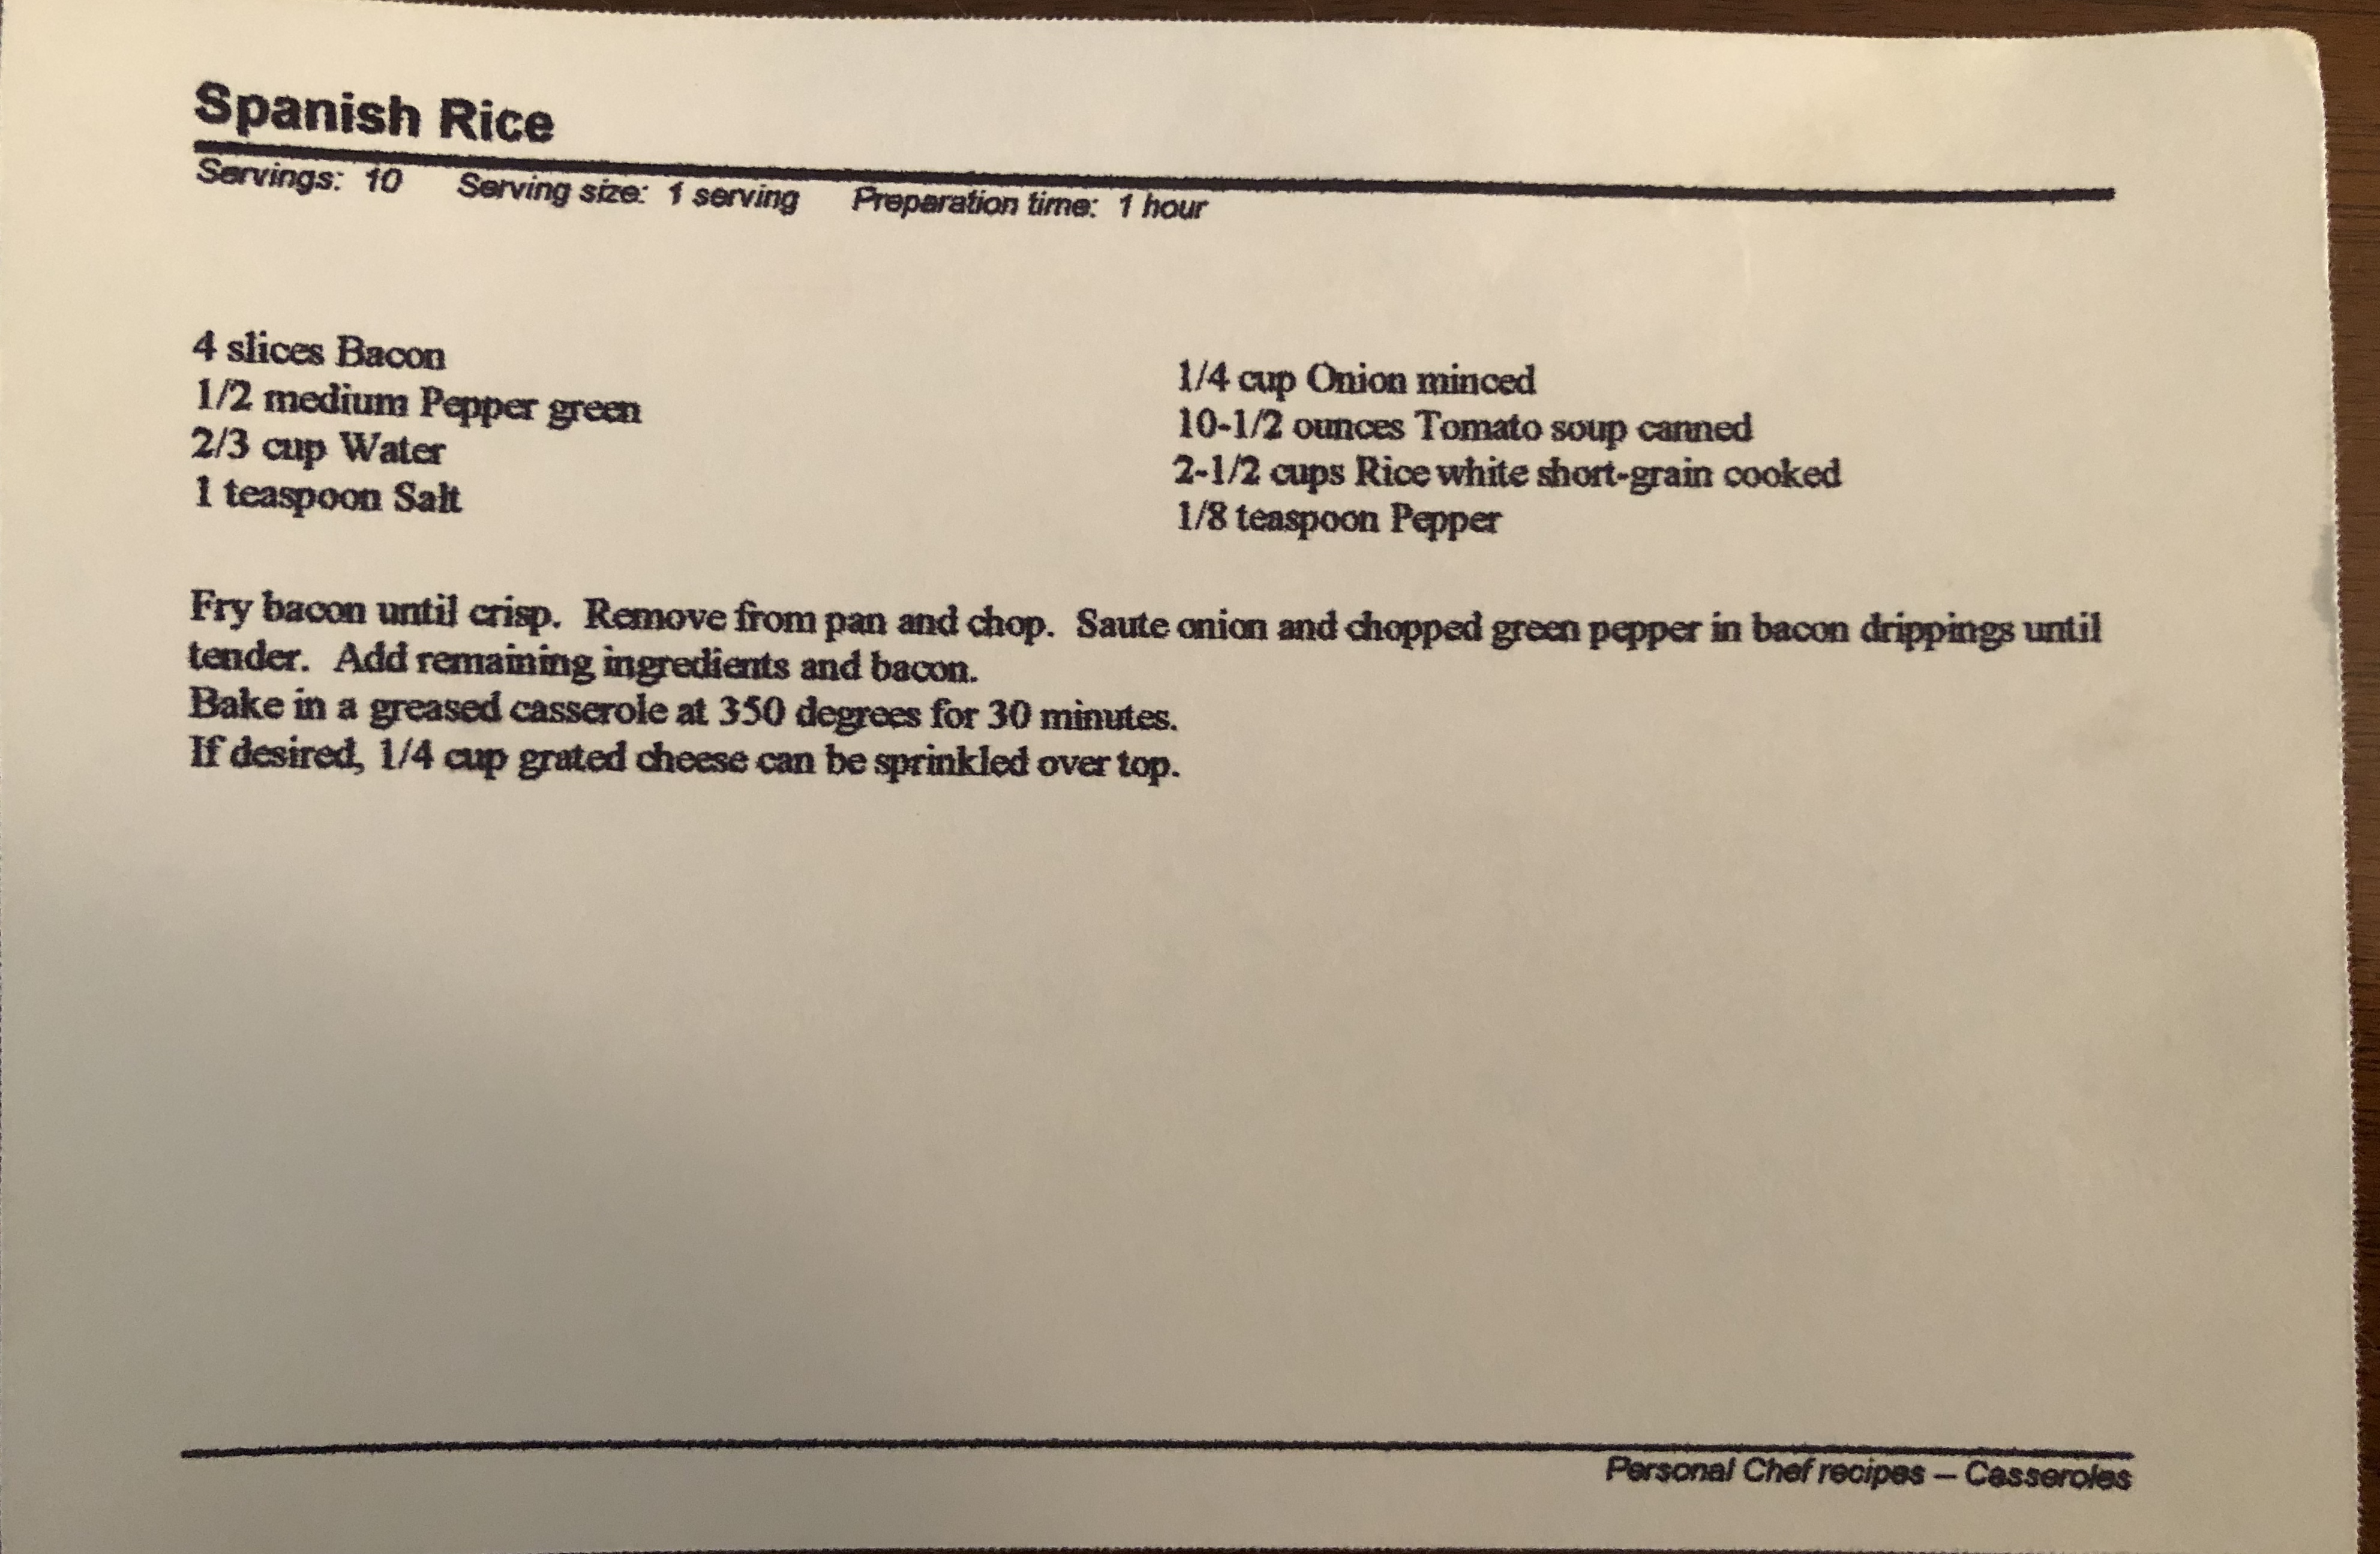 Spanish Rice
Servings: 10 Serving size: 1 serving Preparation time: 1 hour
4 slices Bacon
1/2 medium Pepper green
2/3 cup Water
1 teaspoon Salt
1/4 cup Onion minced
10-1/2 ounces Tomato soup canned
2-1/2 cups Rice white short-grain cooked
1/8 teaspoon Pepper
Fry bacon until crisp. Remove from pan and chop. Saute onion and chopped green pepper in bacon drippings until
tender. Add remaining ingredients and bacon.
Bake in a greased casserole at 350 degrees for 30 minutes.
If desired, 1/4 cup grated cheese can be sprinkled over top.
Personal Chef recipes – Casseroles